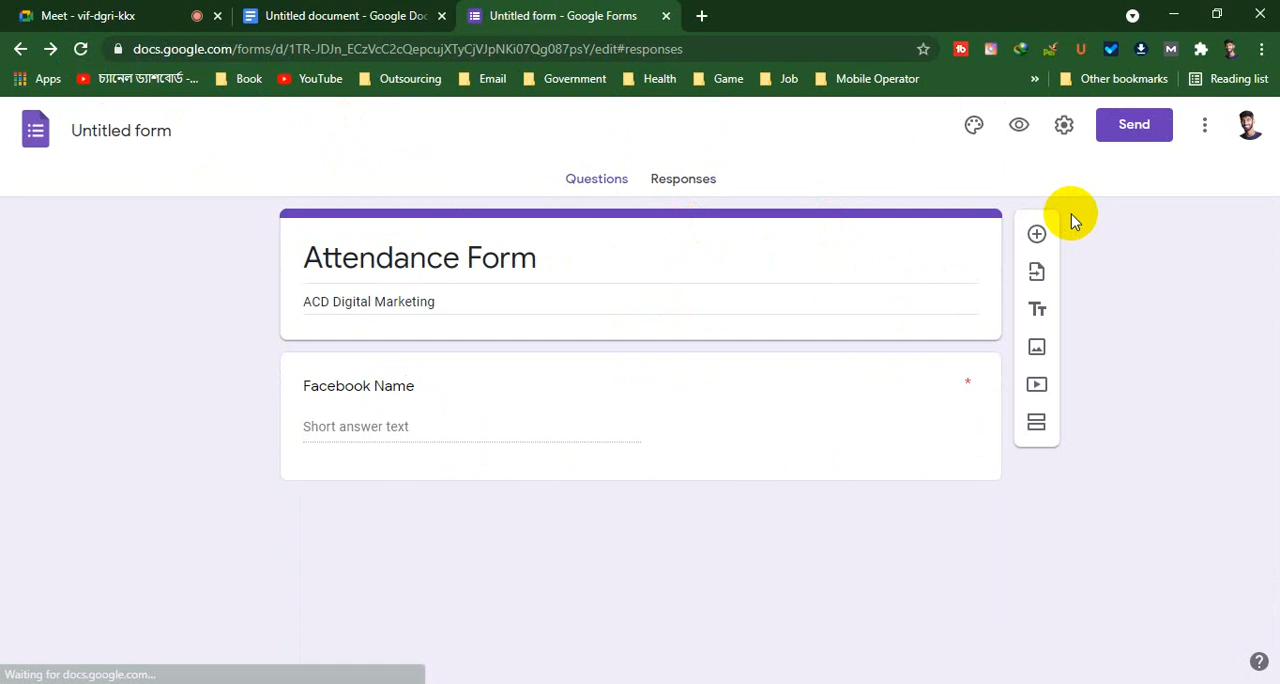 Meet - vif-dgri-kkx
Untitled document - Google Doc
Untitled form - Google Forms
docs.google.com/forms/d/1TR-JDJn_ECzVcC2cQepcujXTyCjVJpNKi07Qg087psY/edit#responses
Apps
চ্যানেল ড্যাশবোর্ড -...
Book
YouTube
Outsourcing
Email
Government
Health
Game
Job
Mobile Operator
»
Other bookmarks
Reading list
Untitled form
Send
Questions
Responses
Attendance Form
ACD Digital Marketing
Facebook Name
*
Short answer text
Waiting for docs.google.com...